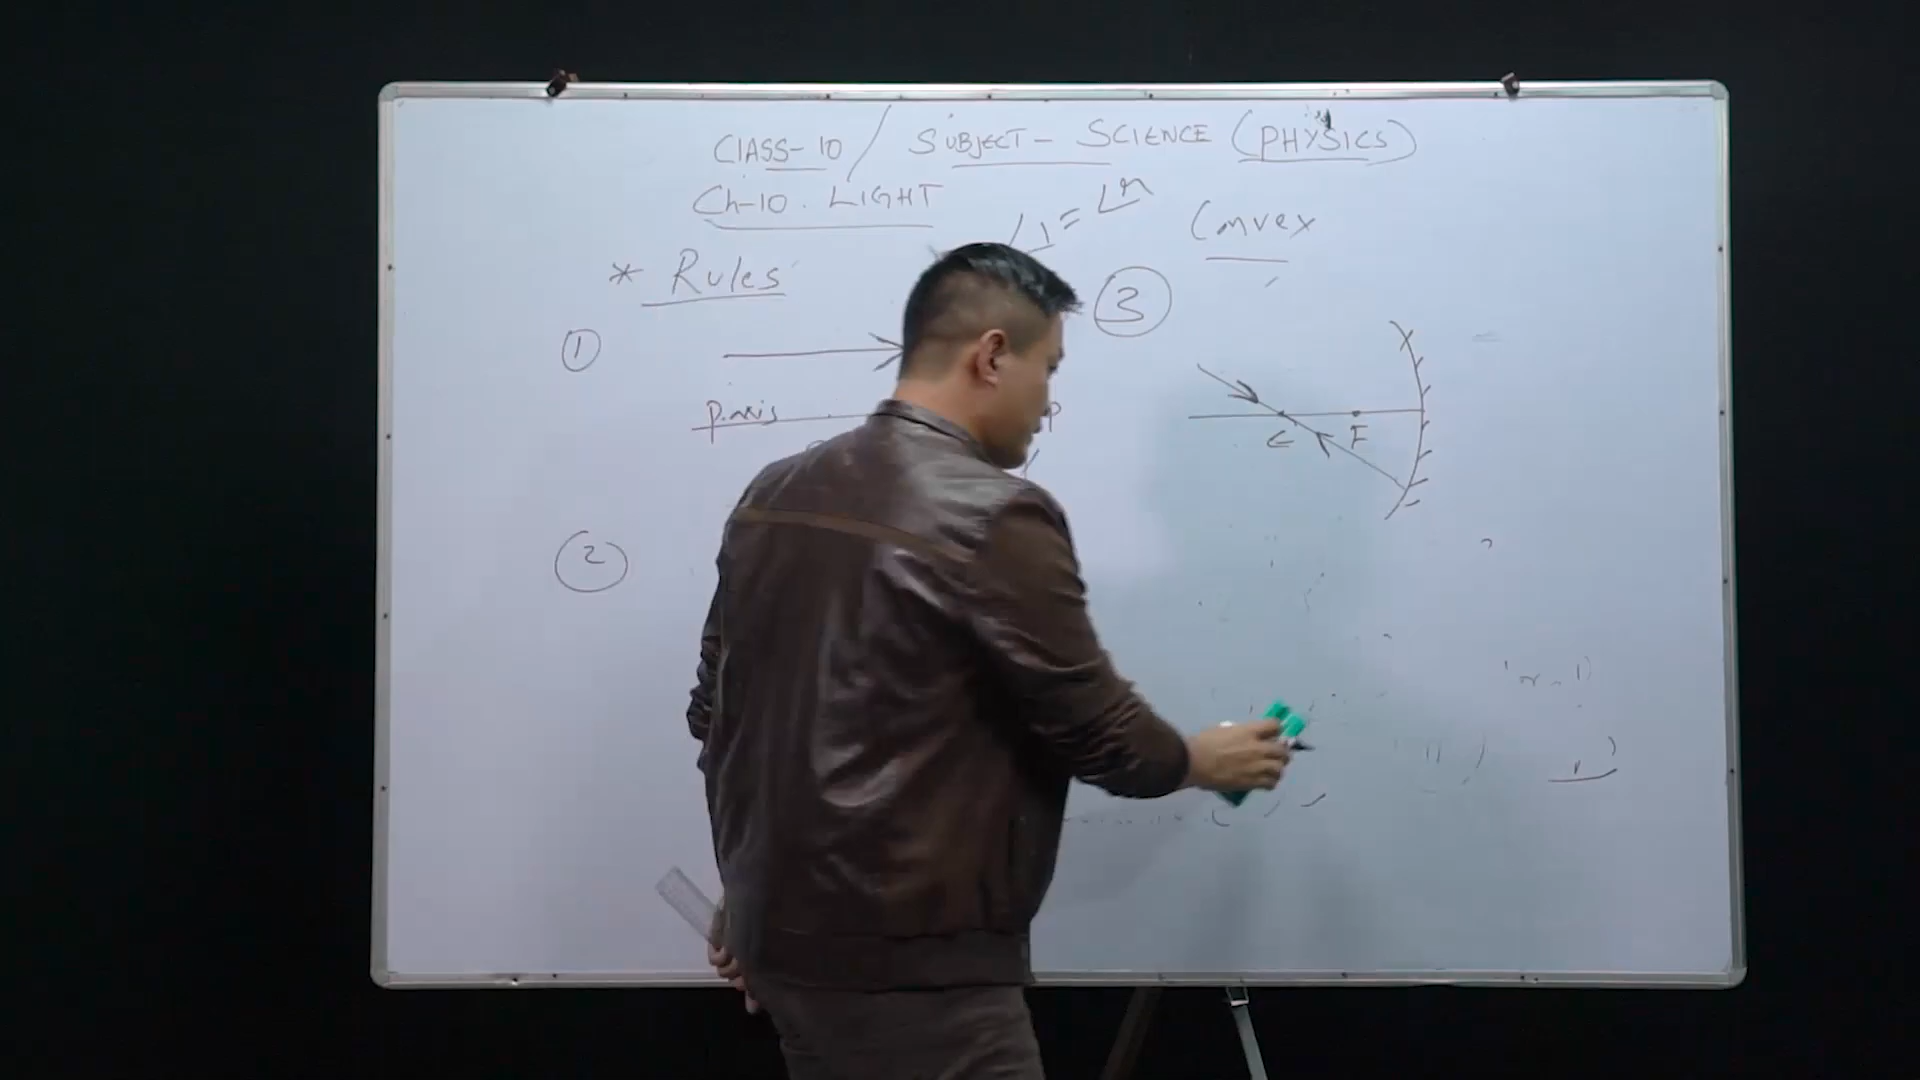 CLASS-10 / SUBJECT - SCIENCE (PHYSICS)
Ch-10. LIGHT
Convex
* Rules
3
1
p.axis
p
C F
2